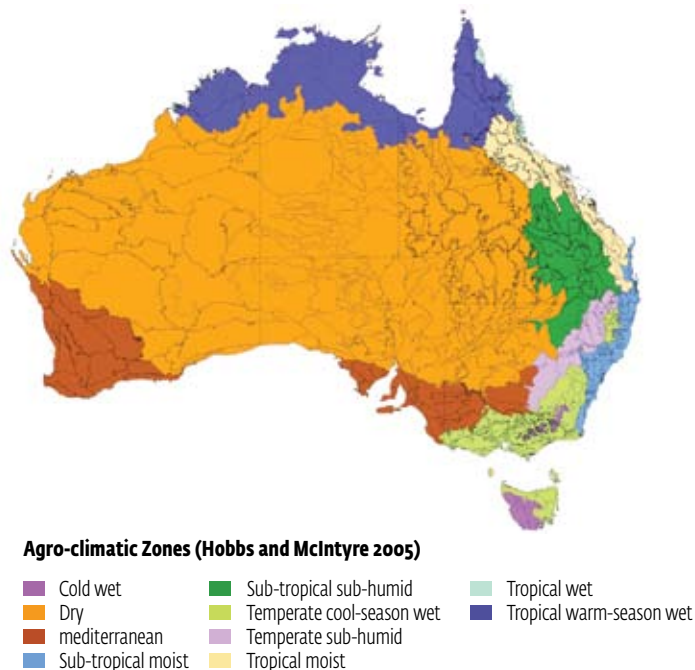 Agro-climatic Zones (Hobbs and McIntyre 2005)
Cold wet
Dry
mediterranean
Sub-tropical moist
Sub-tropical sub-humid
Temperate cool-season wet
Temperate sub-humid
Tropical moist
Tropical wet
Tropical warm-season wet